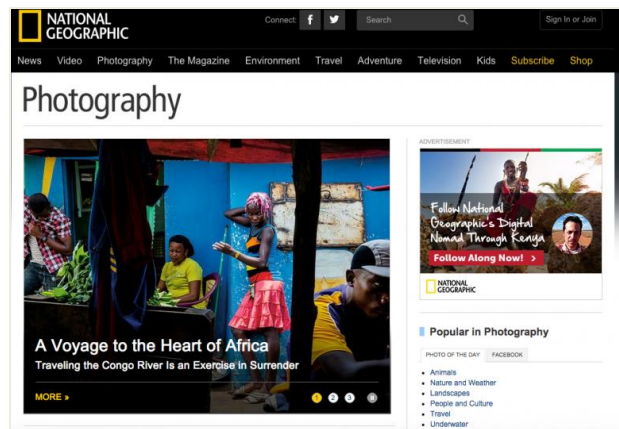 NATIONAL
GEOGRAPHIC
Connect:
Search
Sign In or Join
News Video Photography The Magazine Environment Travel Adventure Television Kids Subscribe Shop
Photography
A Voyage to the Heart of Africa
Traveling the Congo River Is an Exercise in Surrender
MORE »
1 2 3
ADVERTISEMENT
Follow National
Geographic's Digital
Nomad Through Kenya
Follow Along Now! >
NATIONAL
GEOGRAPHIC
Popular in Photography
PHOTO OF THE DAY FACEBOOK
• Animals
• Nature and Weather
• Landscapes
• People and Culture
• Travel
• Underwater